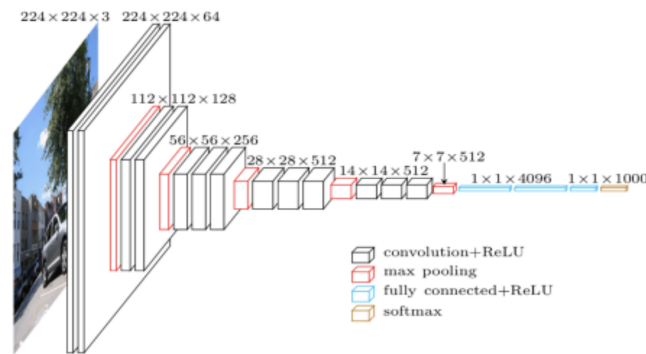 224×224×3
224×224×64
112×112×128
56×56×256
28×28×512
14×14×512
7×7×512
1×1×4096
1×1×1000
convolution+ReLU
max pooling
fully connected+ReLU
softmax